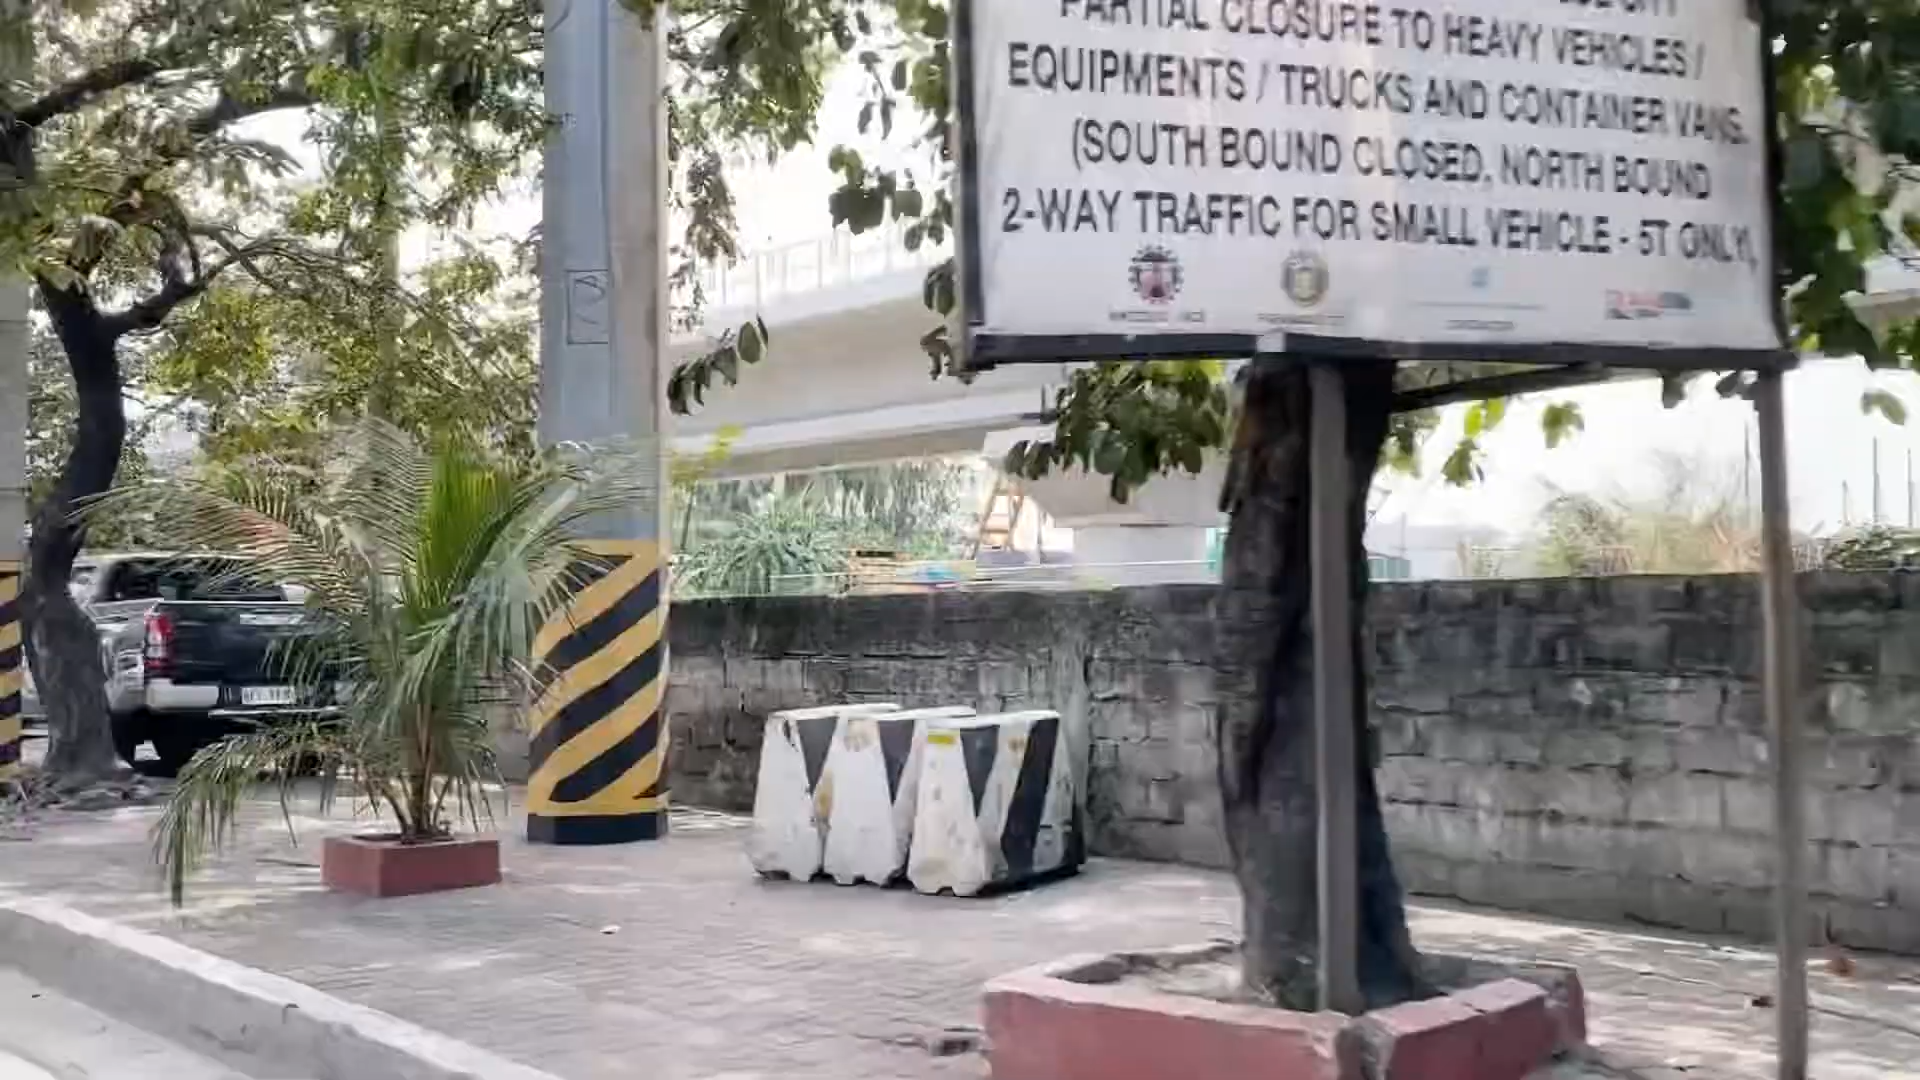 PARTIAL CLOSURE TO HEAVY VEHICLES /
EQUIPMENTS / TRUCKS AND CONTAINER VANS.
(SOUTH BOUND CLOSED, NORTH BOUND
2-WAY TRAFFIC FOR SMALL VEHICLE - 5T ONLY)